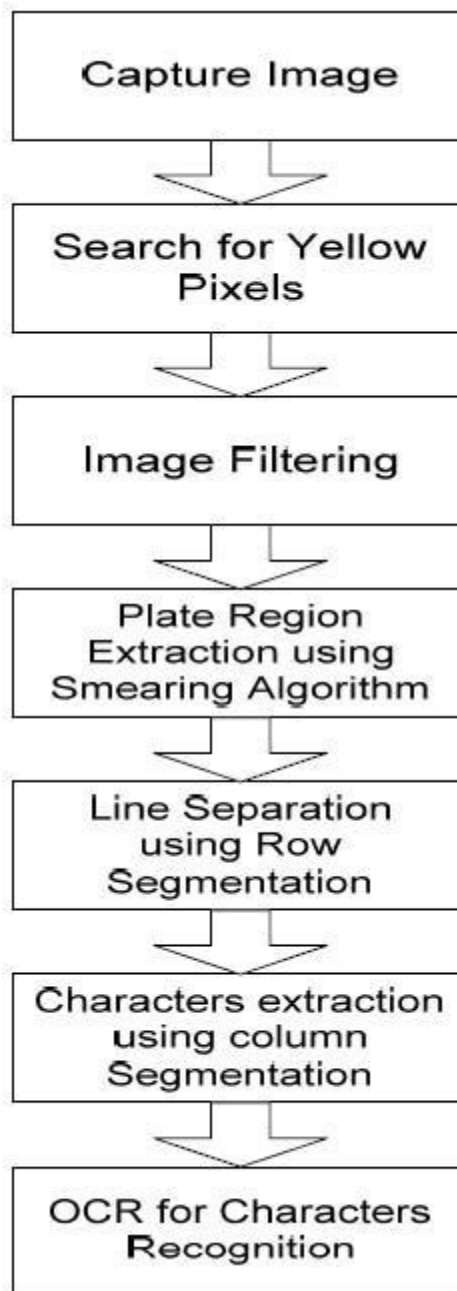 Capture Image
Search for Yellow
Pixels
Image Filtering
Plate Region
Extraction using
Smearing Algorithm
Line Separation
using Row
Segmentation
Characters extraction
using column
Segmentation
OCR for Characters
Recognition